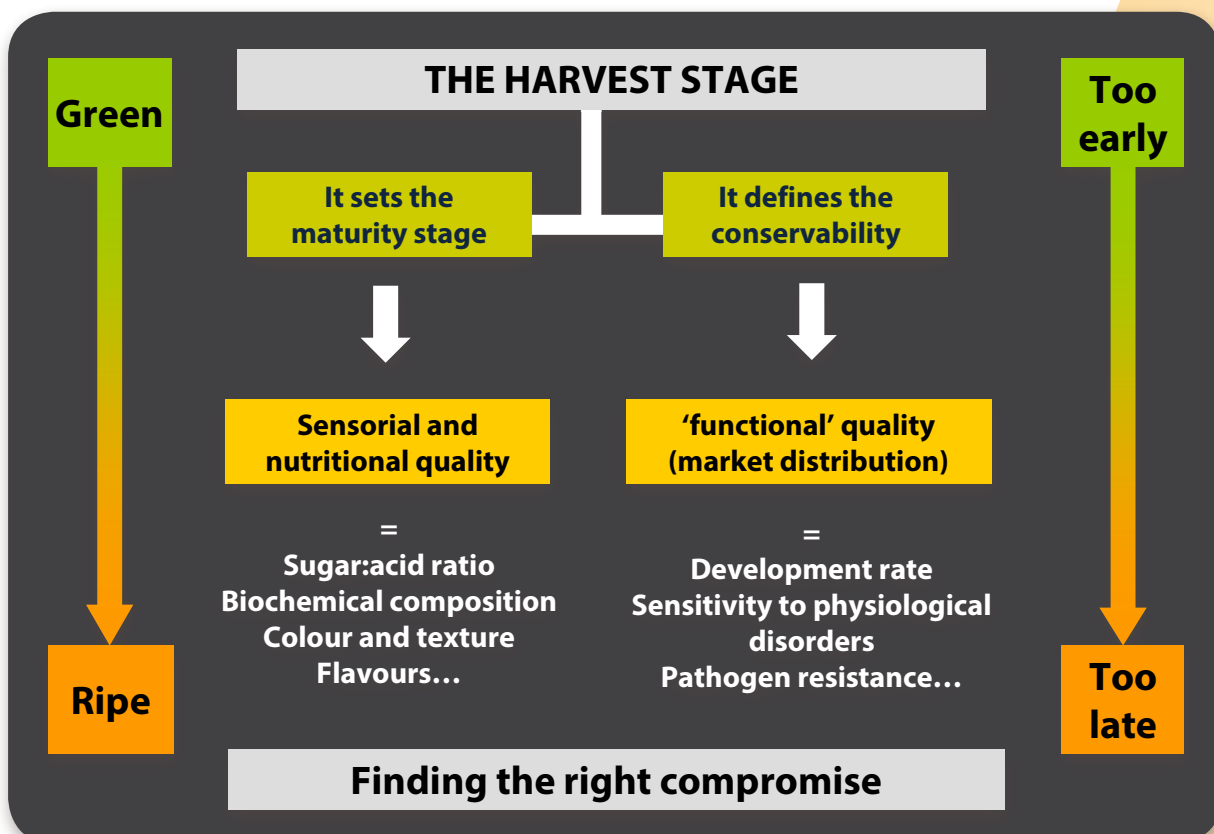 THE HARVEST STAGE
Green
Too
early
It sets the
maturity stage
It defines the
conservability
Sensorial and
nutritional quality
‘functional’ quality
(market distribution)
=
Sugar:acid ratio
Biochemical composition
Colour and texture
Flavours…
=
Development rate
Sensitivity to physiological
disorders
Pathogen resistance…
Ripe
Too
late
Finding the right compromise